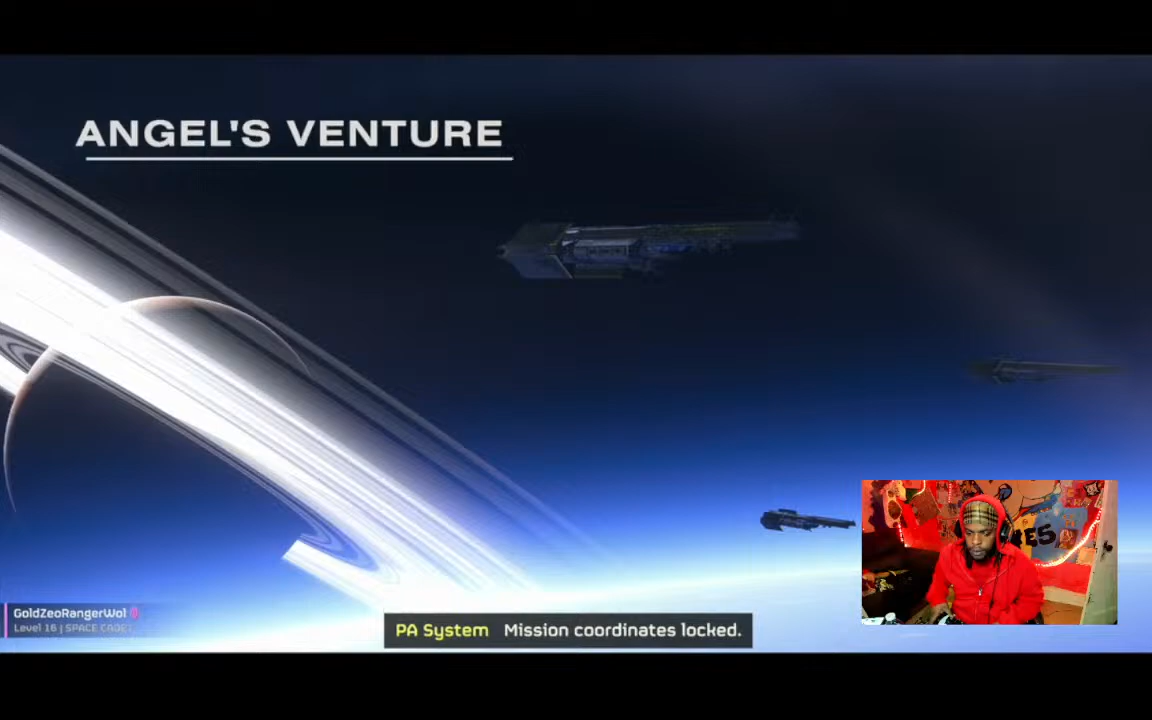 ANGEL'S VENTURE
GoldZeoRangerWol
Level 16 | SPACE CADET
PA System Mission coordinates locked.